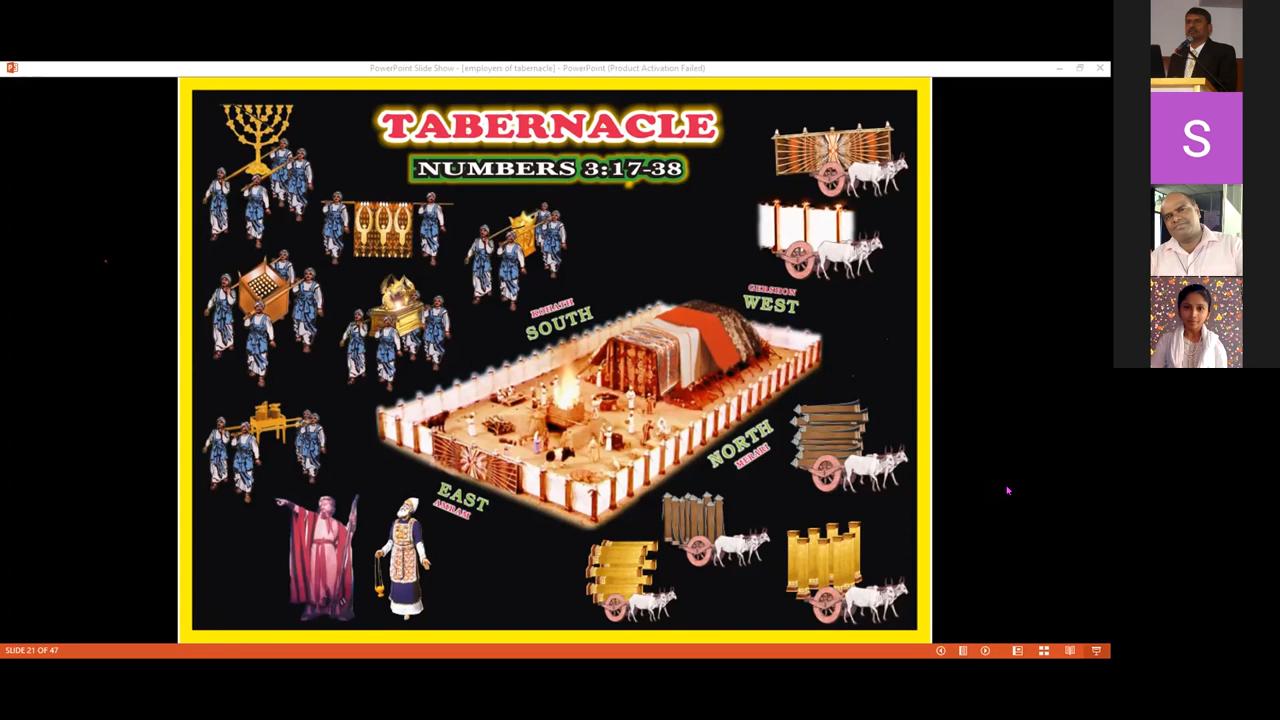 PowerPoint Slide Show - [employers of tabernacle] - PowerPoint (Product Activation Failed)
TABERNACLE
NUMBERS 3:17-38
S
GERSHON
WEST
KOHATH
SOUTH
NORTH
MERARI
EAST
AMRAM
SLIDE 21 OF 47